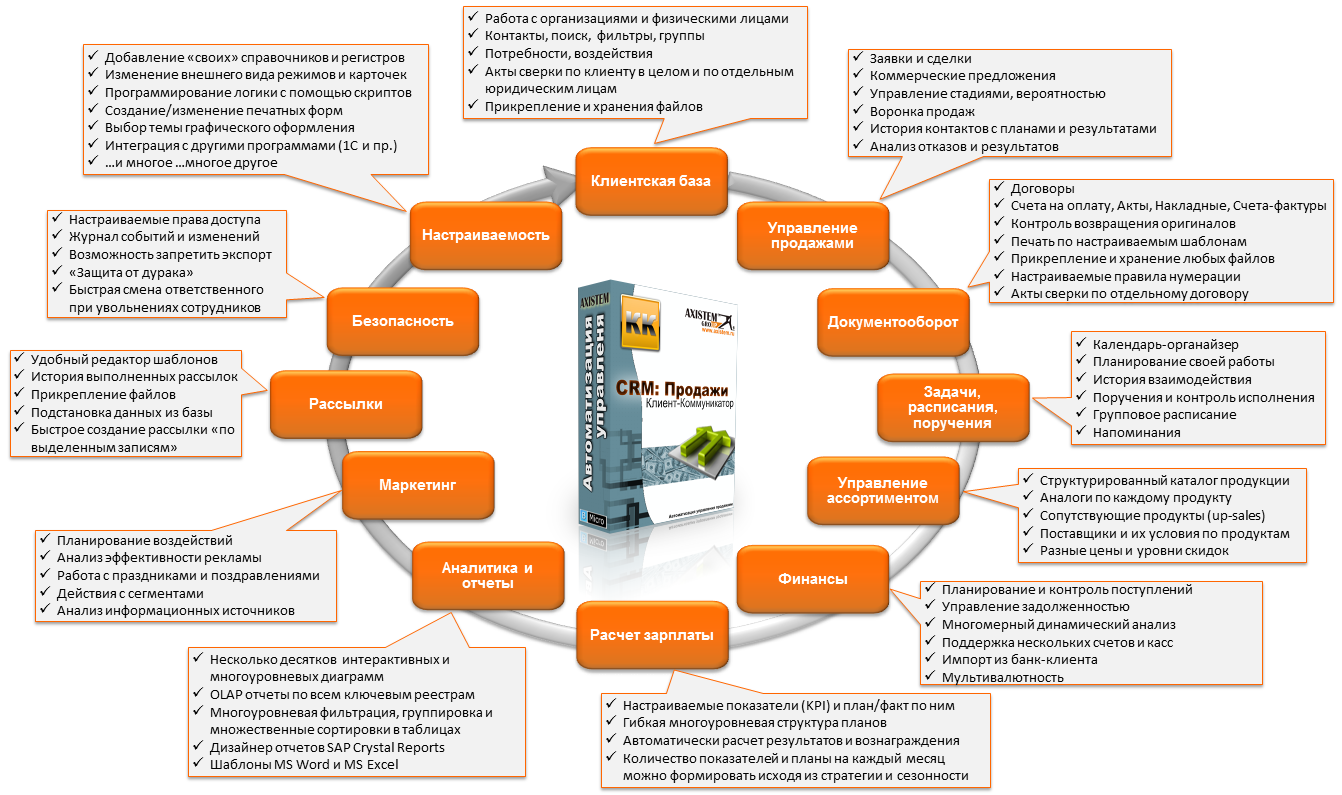 Работа с организациями и физическими лицами
Контакты, поиск, фильтры, группы
Потребности, воздействия
Акты сверки по клиенту в целом и по отдельным
юридическим лицам
Прикрепление и хранения файлов
Клиентская база
Заявки и сделки
Коммерческие предложения
Управление стадиями, вероятностью
Воронка продаж
История контактов с планами и результатами
Анализ отказов и результатов
Управление
продажами
Договоры
Счета на оплату, Акты, Накладные, Счета-фактуры
Контроль возвращения оригиналов
Печать по настраиваемым шаблонам
Прикрепление и хранение любых файлов
Настраиваемые правила нумерации
Акты сверки по отдельному договору
Документооборот
Календарь-органайзер
Планирование своей работы
История взаимодействия
Поручения и контроль исполнения
Групповое расписание
Напоминания
Задачи,
расписания,
поручения
Структурированный каталог продукции
Аналоги по каждому продукту
Сопутствующие продукты (up-sales)
Поставщики и их условия по продуктам
Разные цены и уровни скидок
Управление
ассортиментом
Планирование и контроль поступлений
Управление задолженностью
Многомерный динамический анализ
Поддержка нескольких счетов и касс
Импорт из банк-клиента
Мультивалютность
Финансы
Настраиваемые показатели (KPI) и план/факт по ним
Гибкая многоуровневая структура планов
Автоматически расчет результатов и вознаграждения
Количество показателей и планы на каждый месяц
можно формировать исходя из стратегии и сезонности
Расчет зарплаты
Несколько десятков интерактивных и
многоуровневых диаграмм
OLAP отчеты по всем ключевым реестрам
Многоуровневая фильтрация, группировка и
множественные сортировки в таблицах
Дизайнер отчетов SAP Crystal Reports
Шаблоны MS Word и MS Excel
Аналитика и
отчеты
Планирование воздействий
Анализ эффективности рекламы
Работа с праздниками и поздравлениями
Действия с сегментами
Анализ информационных источников
Маркетинг
Удобный редактор шаблонов
История выполненных рассылок
Прикрепление файлов
Подстановка данных из базы
Быстрое создание рассылки «по
выделенным записям»
Рассылки
Настраиваемые права доступа
Журнал событий и изменений
Возможность запретить экспорт
«Защита от дурака»
Быстрая смена ответственного
при увольнениях сотрудников
Безопасность
Добавление «своих» справочников и регистров
Изменение внешнего вида режимов и карточек
Программирование логики с помощью скриптов
Создание/изменение печатных форм
Выбор темы графического оформления
Интеграция с другими программами (1С и пр.)
…и многое …многое другое
Настраиваемость
AXISTEM
Автоматизация
управления
Micro
КК
AXISTEM
GROUP
www.axistem.ru
CRM: Продажи
Клиент-Коммуникатор
Автоматизация управления продажами